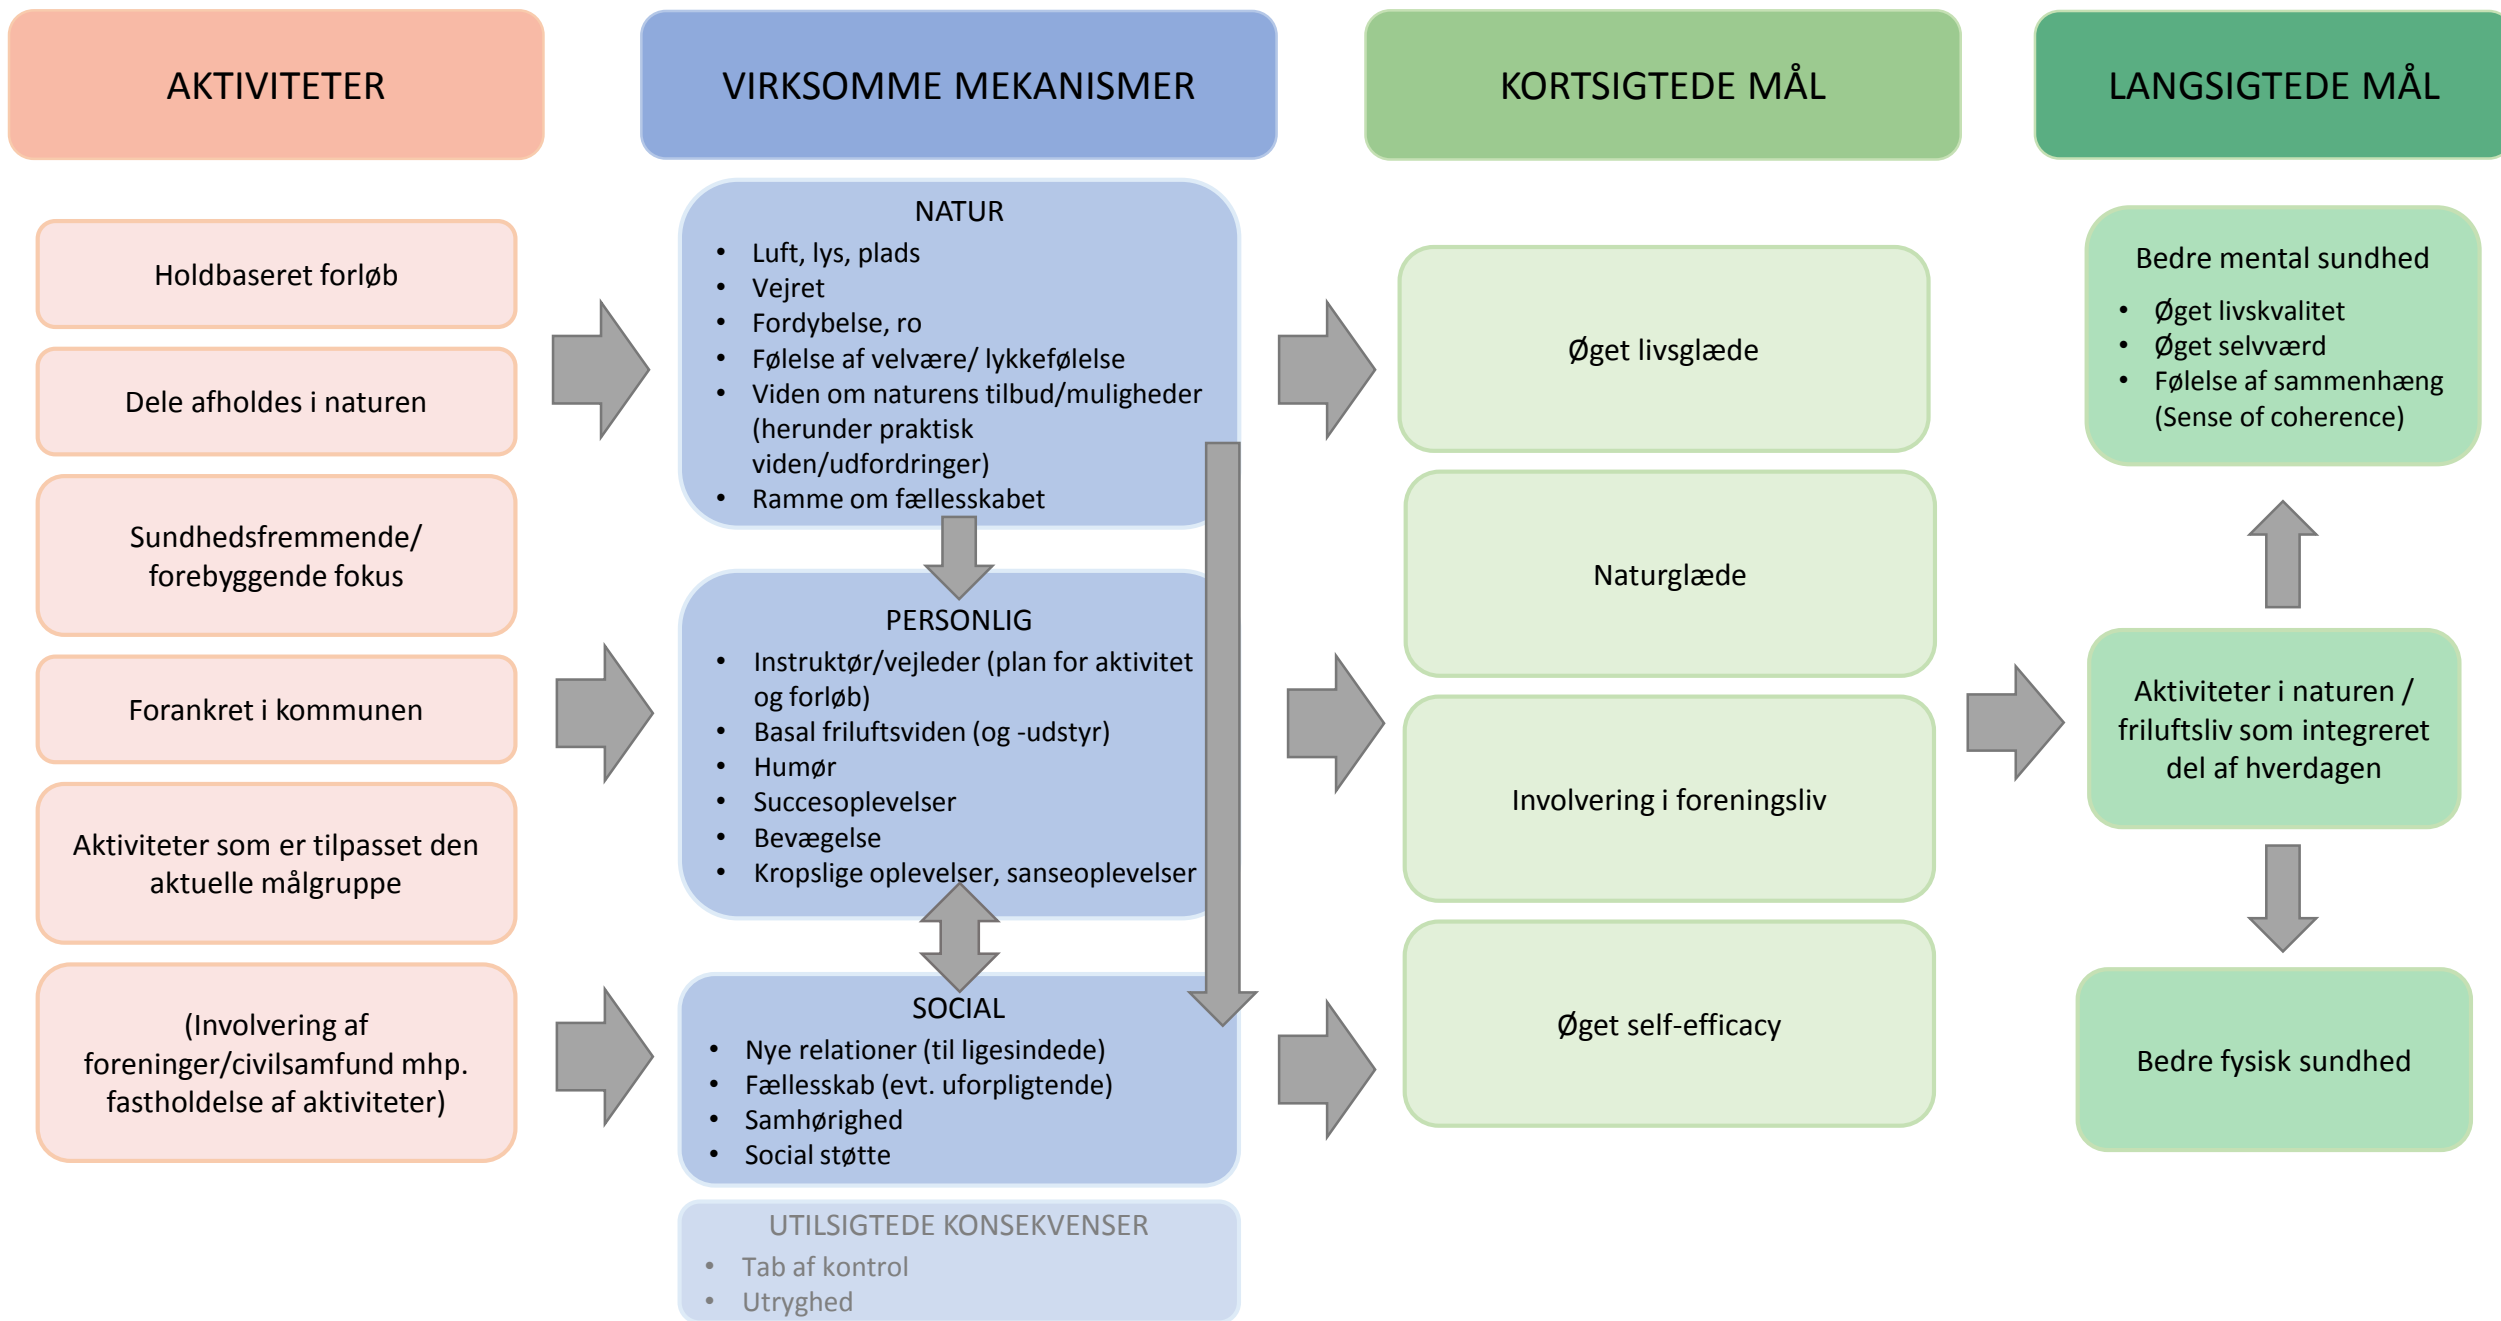 AKTIVITETER
VIRKSOMME MEKANISMER
KORTSIGTEDE MÅL
LANGSIGTEDE MÅL
Holdbaseret forløb
Dele afholdes i naturen
Sundhedsfremmende/
forebyggende fokus
Forankret i kommunen
Aktiviteter som er tilpasset den
aktuelle målgruppe
(Involvering af
foreninger/civilsamfund mhp.
fastholdelse af aktiviteter)
NATUR
• Luft, lys, plads
• Vejret
• Fordybelse, ro
• Følelse af velvære/ lykkefølelse
• Viden om naturens tilbud/muligheder
(herunder praktisk
viden/udfordringer)
• Ramme om fællesskabet
PERSONLIG
• Instruktør/vejleder (plan for aktivitet
og forløb)
• Basal friluftsviden (og -udstyr)
• Humør
• Succesoplevelser
• Bevægelse
• Kropslige oplevelser, sanseoplevelser
SOCIAL
• Nye relationer (til ligesindede)
• Fællesskab (evt. uforpligtende)
• Samhørighed
• Social støtte
UTILSIGTEDE KONSEKVENSER
• Tab af kontrol
• Utryghed
Øget livsglæde
Naturglæde
Involvering i foreningsliv
Øget self-efficacy
Bedre mental sundhed
• Øget livskvalitet
• Øget selvværd
• Følelse af sammenhæng
(Sense of coherence)
Aktiviteter i naturen /
friluftsliv som integreret
del af hverdagen
Bedre fysisk sundhed